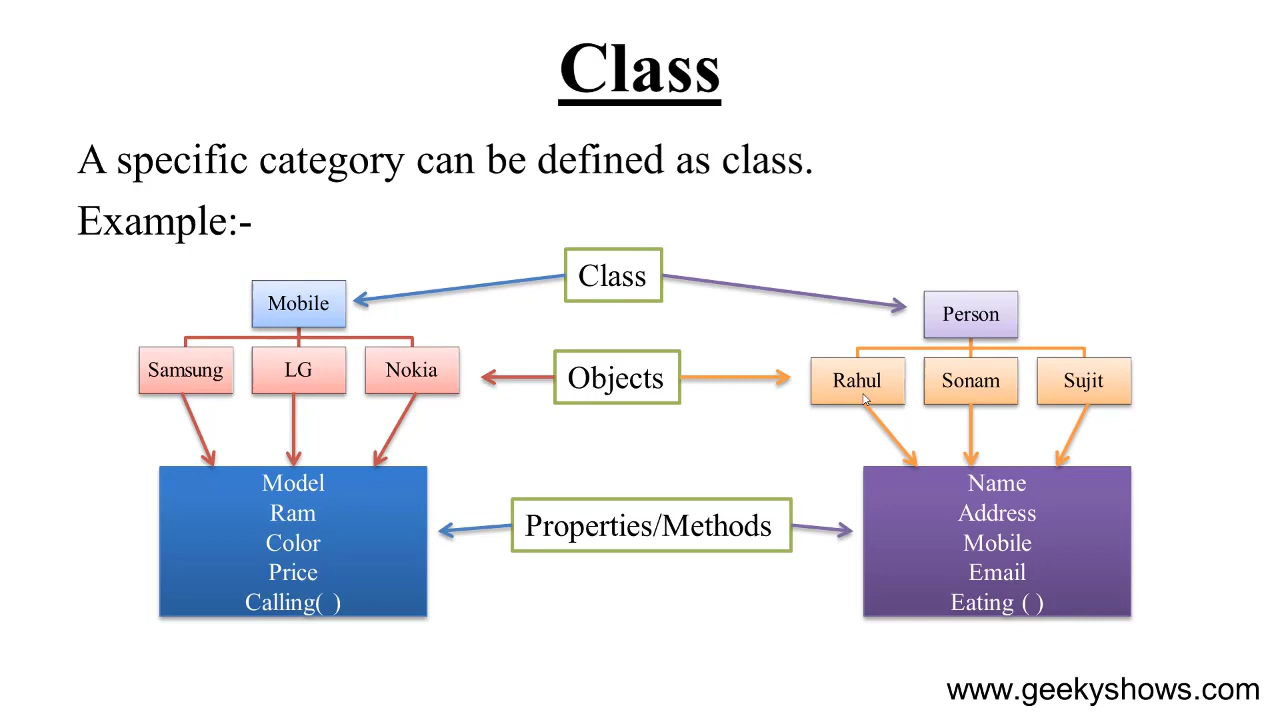 Class
A specific category can be defined as class.
Example:-
Class
Mobile
Person
Samsung
LG
Nokia
Objects
Rahul
Sonam
Sujit
Model
Ram
Color
Price
Calling( )
Properties/Methods
Name
Address
Mobile
Email
Eating ( )
www.geekyshows.com